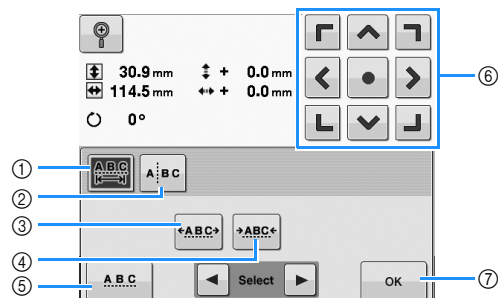 30.9 mm + 0.0 mm
114.5 mm + 0.0 mm
0°
⑥
①
ABC
A BC
②
③
ABC
ABC
④
⑤
ABC
Select
OK
⑦